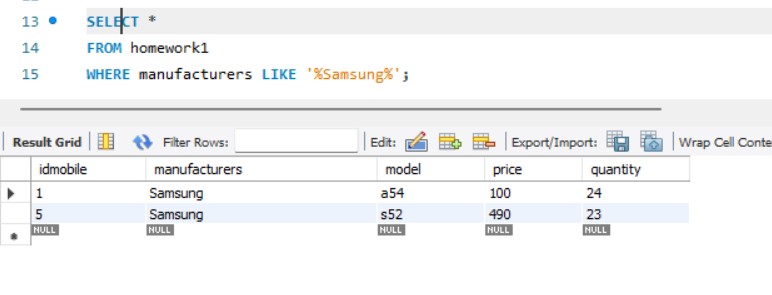 13 SELECT *
14 FROM homework1
15 WHERE manufacturers LIKE '%Samsung%';
Result Grid Filter Rows: Edit: Export/Import: Wrap Cell Conte
idmobile manufacturers model price quantity
1 Samsung a54 100 24
5 Samsung s52 490 23
NULL NULL NULL NULL NULL